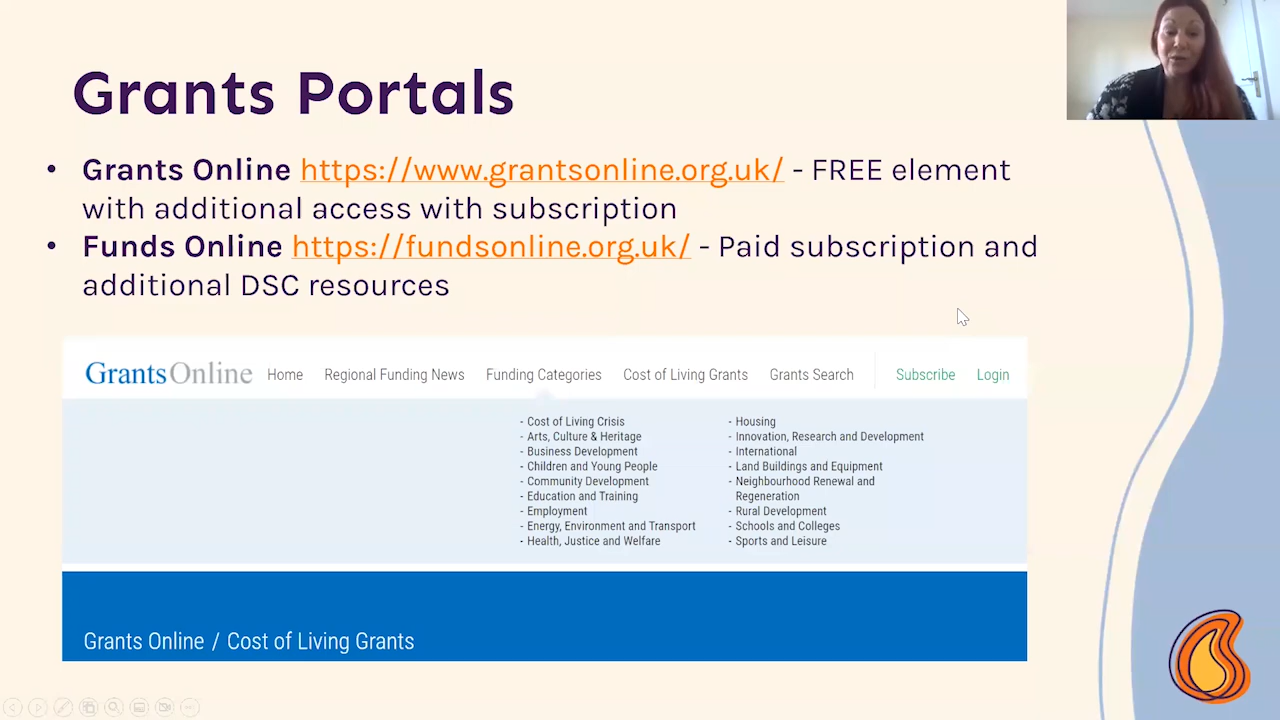 Grants Portals
• Grants Online https://www.grantsonline.org.uk/ - FREE element
with additional access with subscription
• Funds Online https://fundsonline.org.uk/ - Paid subscription and
additional DSC resources
GrantsOnline Home Regional Funding News Funding Categories Cost of Living Grants Grants Search Subscribe Login
- Cost of Living Crisis
- Arts, Culture & Heritage
- Business Development
- Children and Young People
- Community Development
- Education and Training
- Employment
- Energy, Environment and Transport
- Health, Justice and Welfare
- Housing
- Innovation, Research and Development
- International
- Land Buildings and Equipment
- Neighbourhood Renewal and
Regeneration
- Rural Development
- Schools and Colleges
- Sports and Leisure
Grants Online / Cost of Living Grants